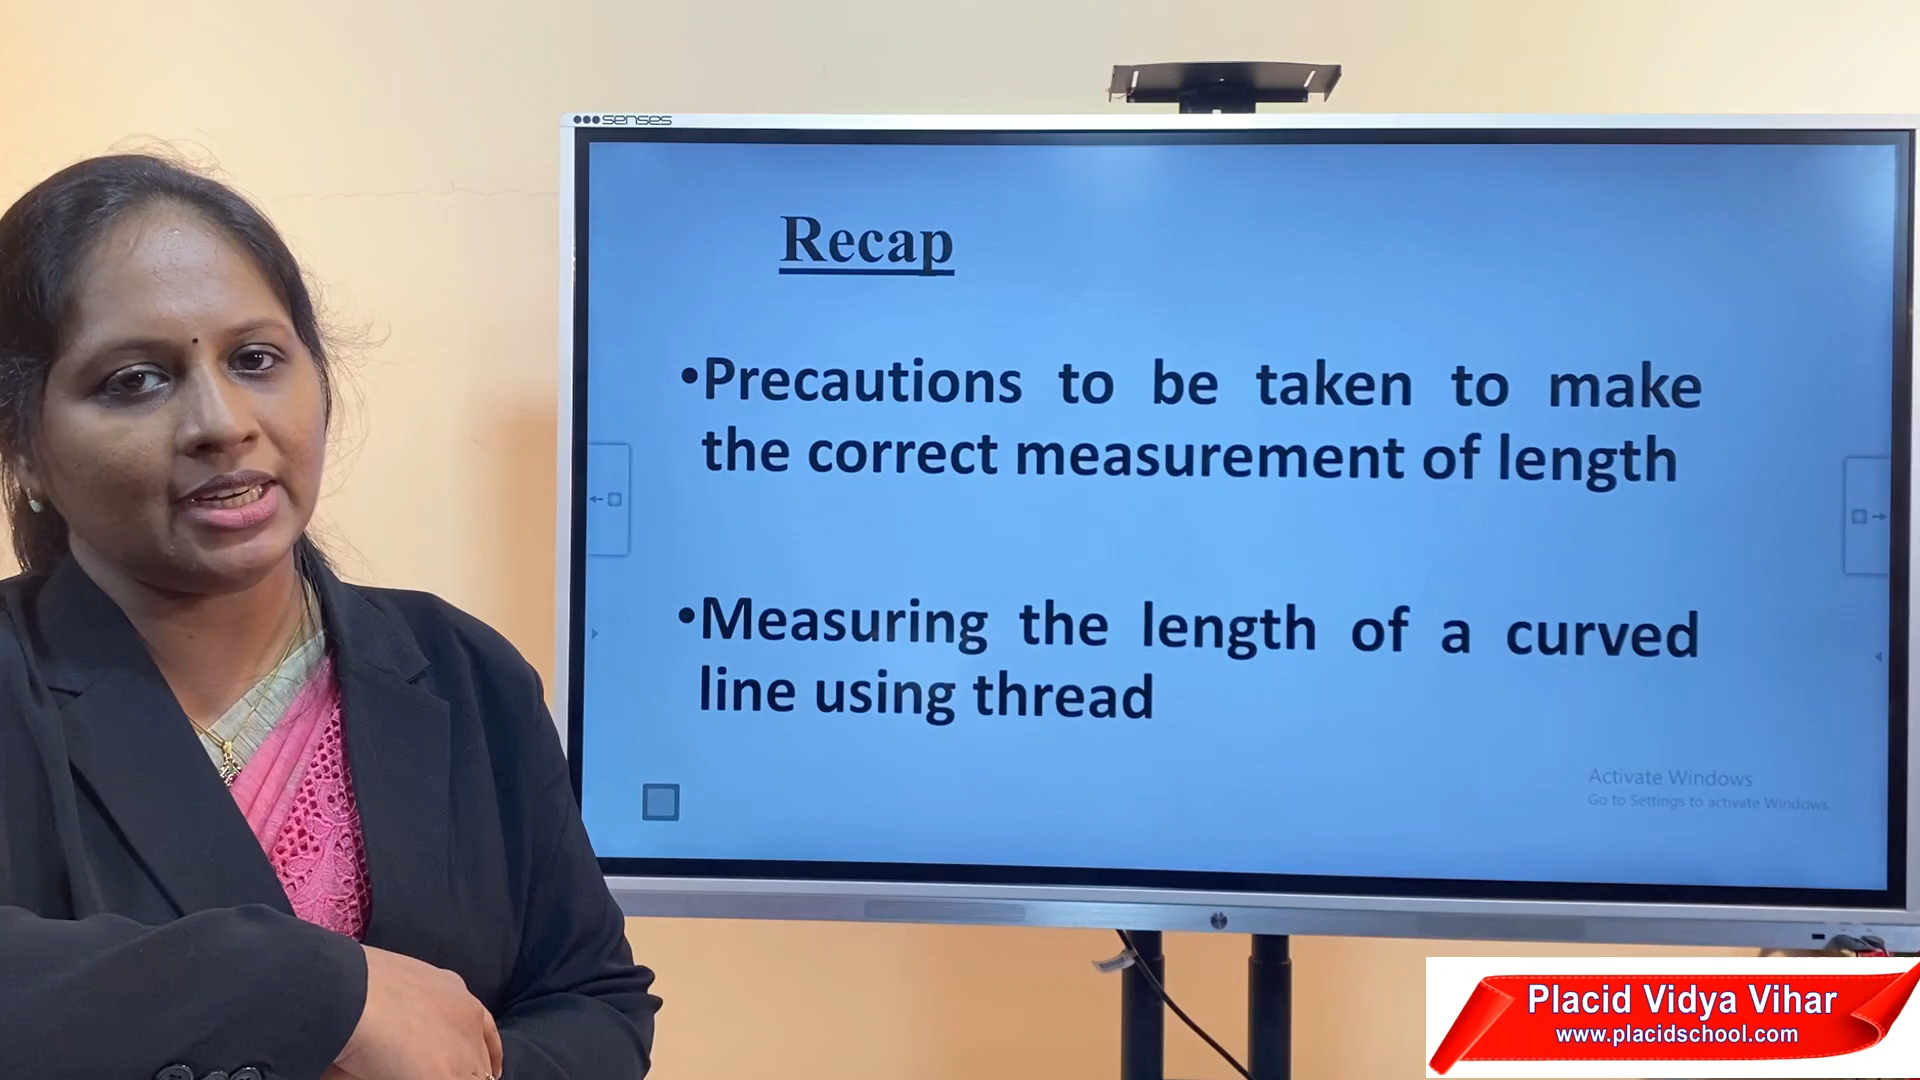 senses
Recap
•Precautions to be taken to make
the correct measurement of length
•Measuring the length of a curved
line using thread
Activate Windows
Go to Settings to activate Windows.
Placid Vidya Vihar
www.placidschool.com